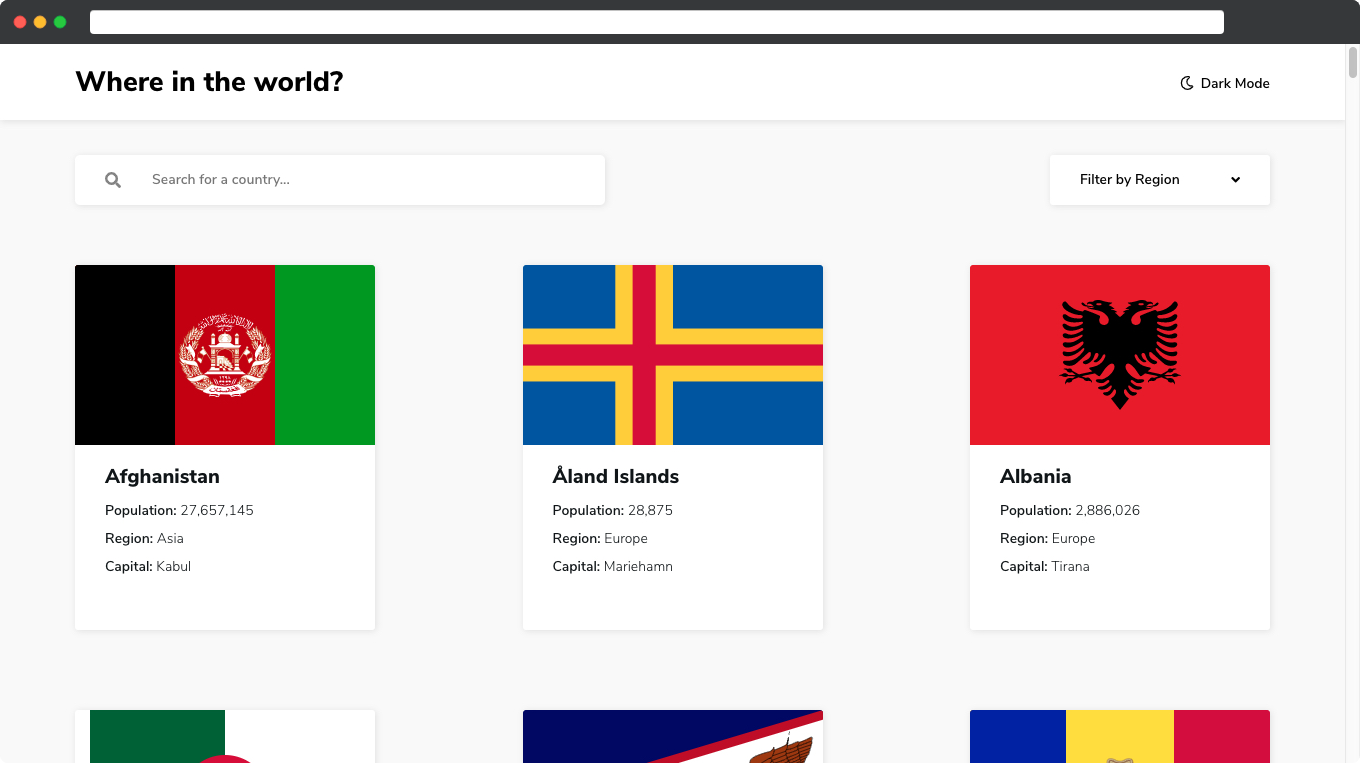 Where in the world?
Dark Mode
Search for a country...
Filter by Region
Afghanistan
Population: 27,657,145
Region: Asia
Capital: Kabul
Åland Islands
Population: 28,875
Region: Europe
Capital: Mariehamn
Albania
Population: 2,886,026
Region: Europe
Capital: Tirana